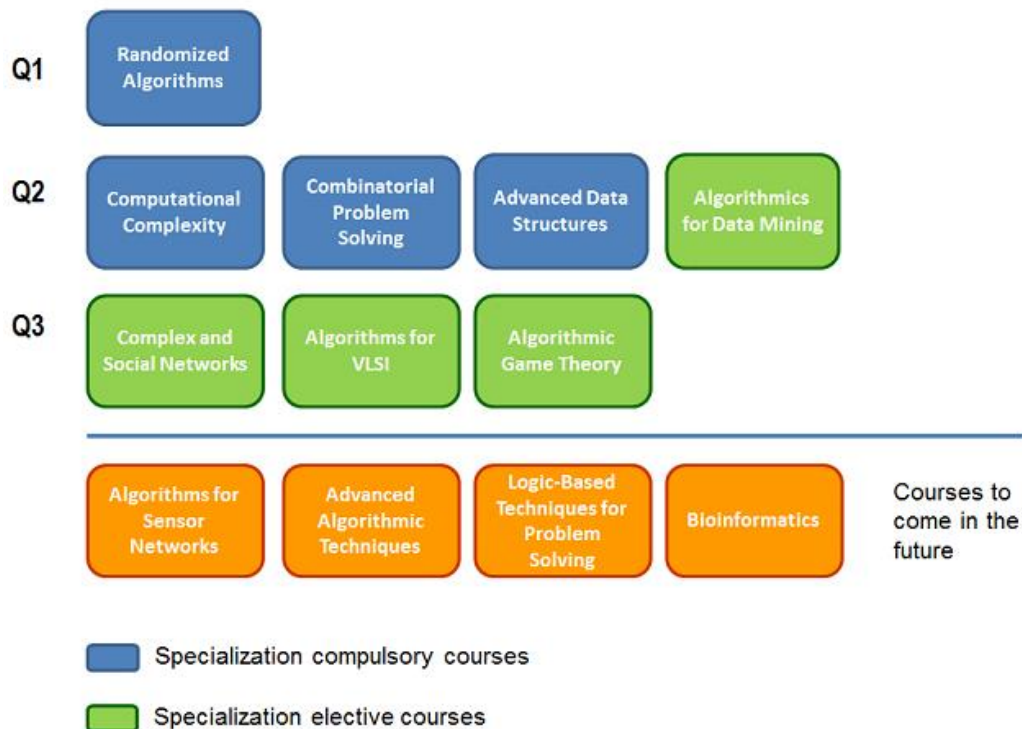 Q1
Randomized
Algorithms
Q2
Computational
Complexity
Combinatorial
Problem
Solving
Advanced Data
Structures
Algorithmics
for Data Mining
Q3
Complex and
Social Networks
Algorithms for
VLSI
Algorithmic
Game Theory
Algorithms for
Sensor
Networks
Advanced
Algorithmic
Techniques
Logic-Based
Techniques for
Problem
Solving
Bioinformatics
Courses to
come in the
future
Specialization compulsory courses
Specialization elective courses